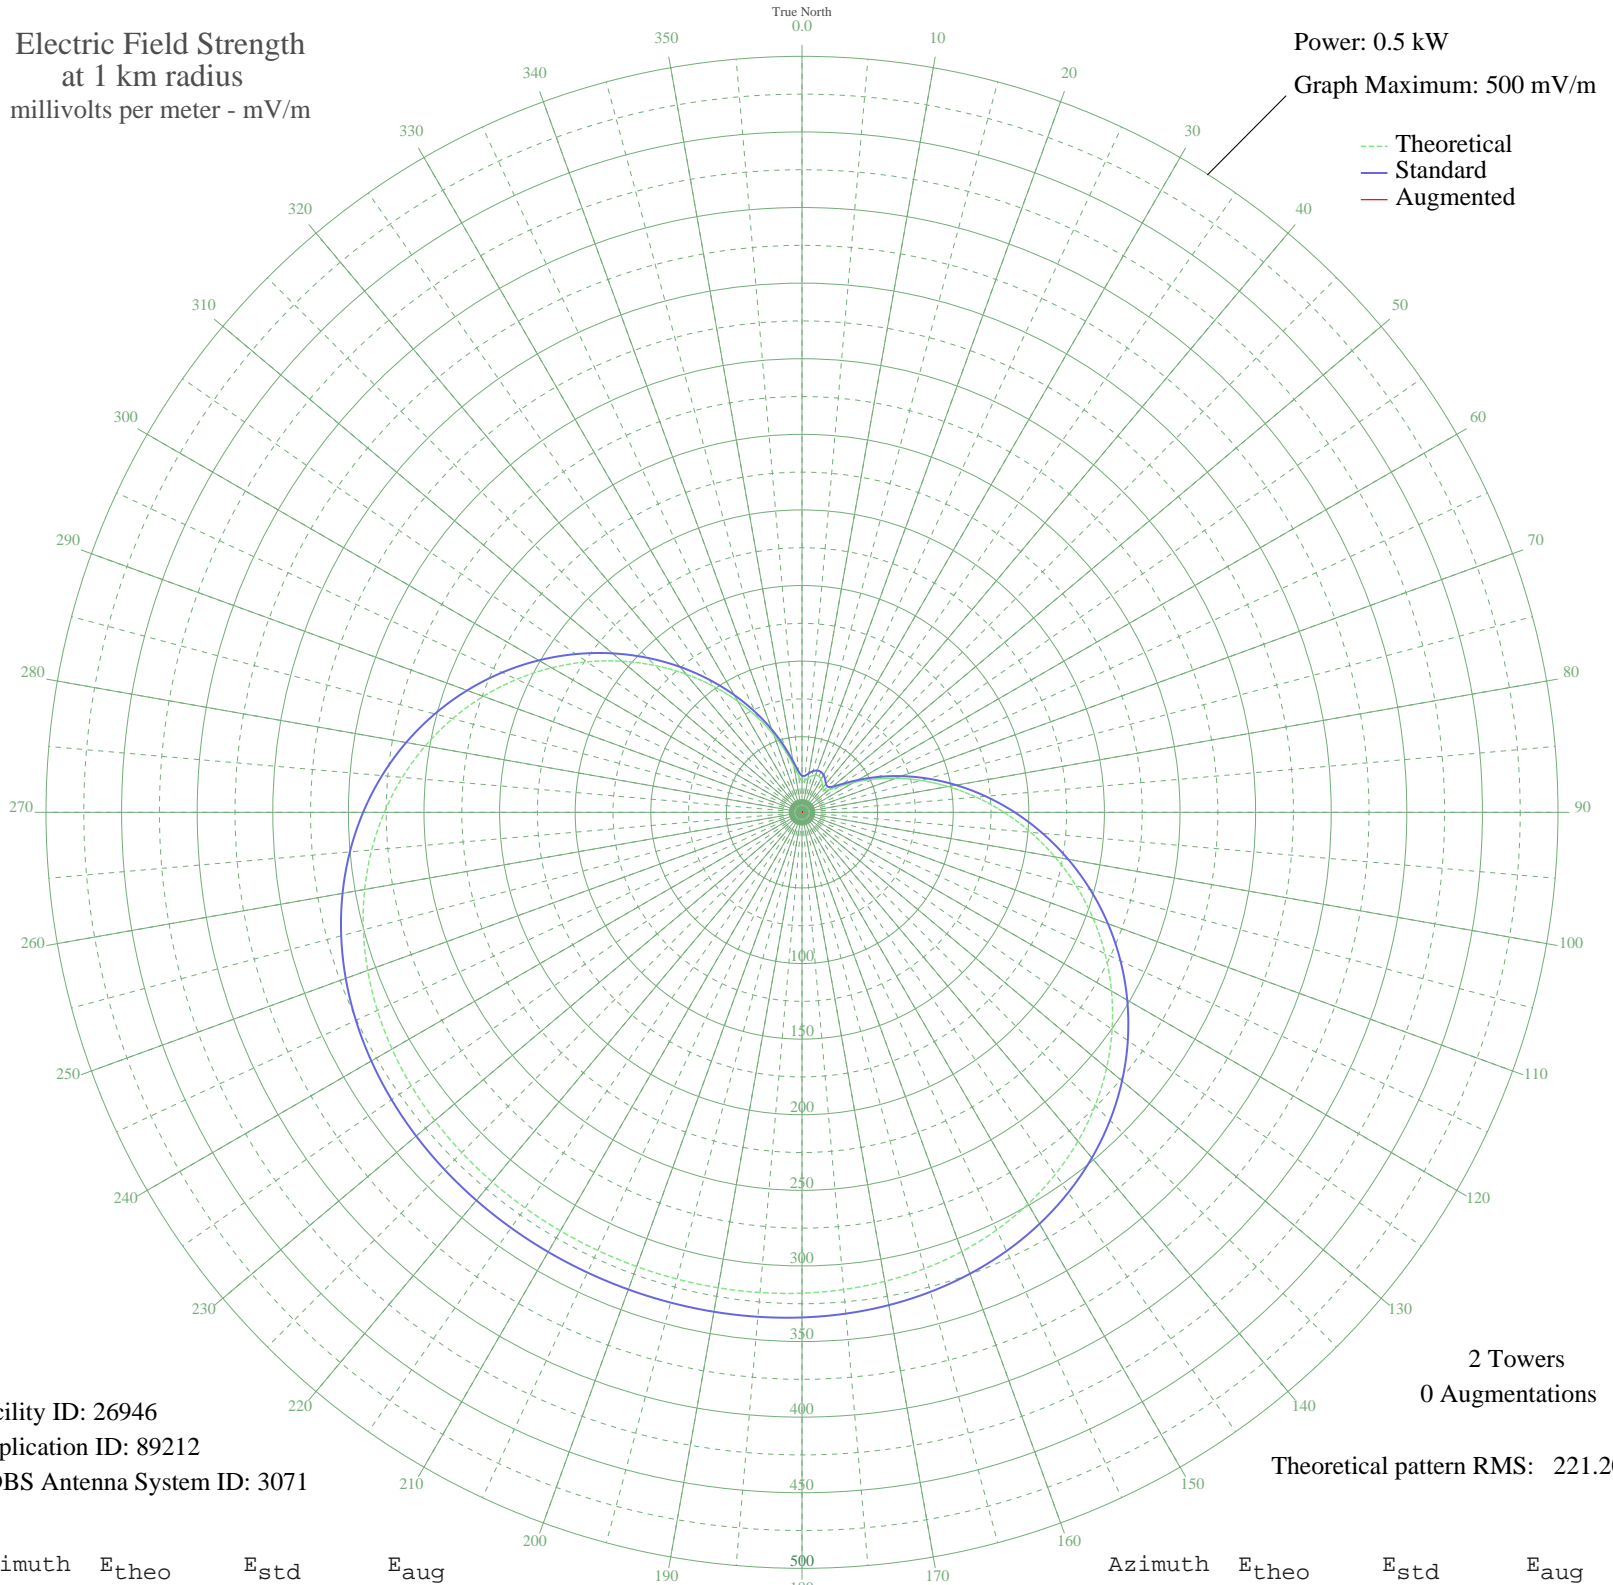 True North
0.0
Electric Field Strength
at 1 km radius
millivolts per meter - mV/m
Power: 0.5 kW
Graph Maximum: 500 mV/m
Theoretical
Standard
Augmented
10
20
30
40
50
60
70
80
90
100
110
120
130
140
150
160
170
190
200
210
220
230
240
250
260
270
280
290
300
310
320
330
340
350
100
150
200
250
300
350
400
450
500
2 Towers
0 Augmentations
Theoretical pattern RMS: 221.20
cility ID: 26946
plication ID: 89212
DBS Antenna System ID: 3071
imuth Etheo Estd Eaug
Azimuth Etheo Estd Eaug